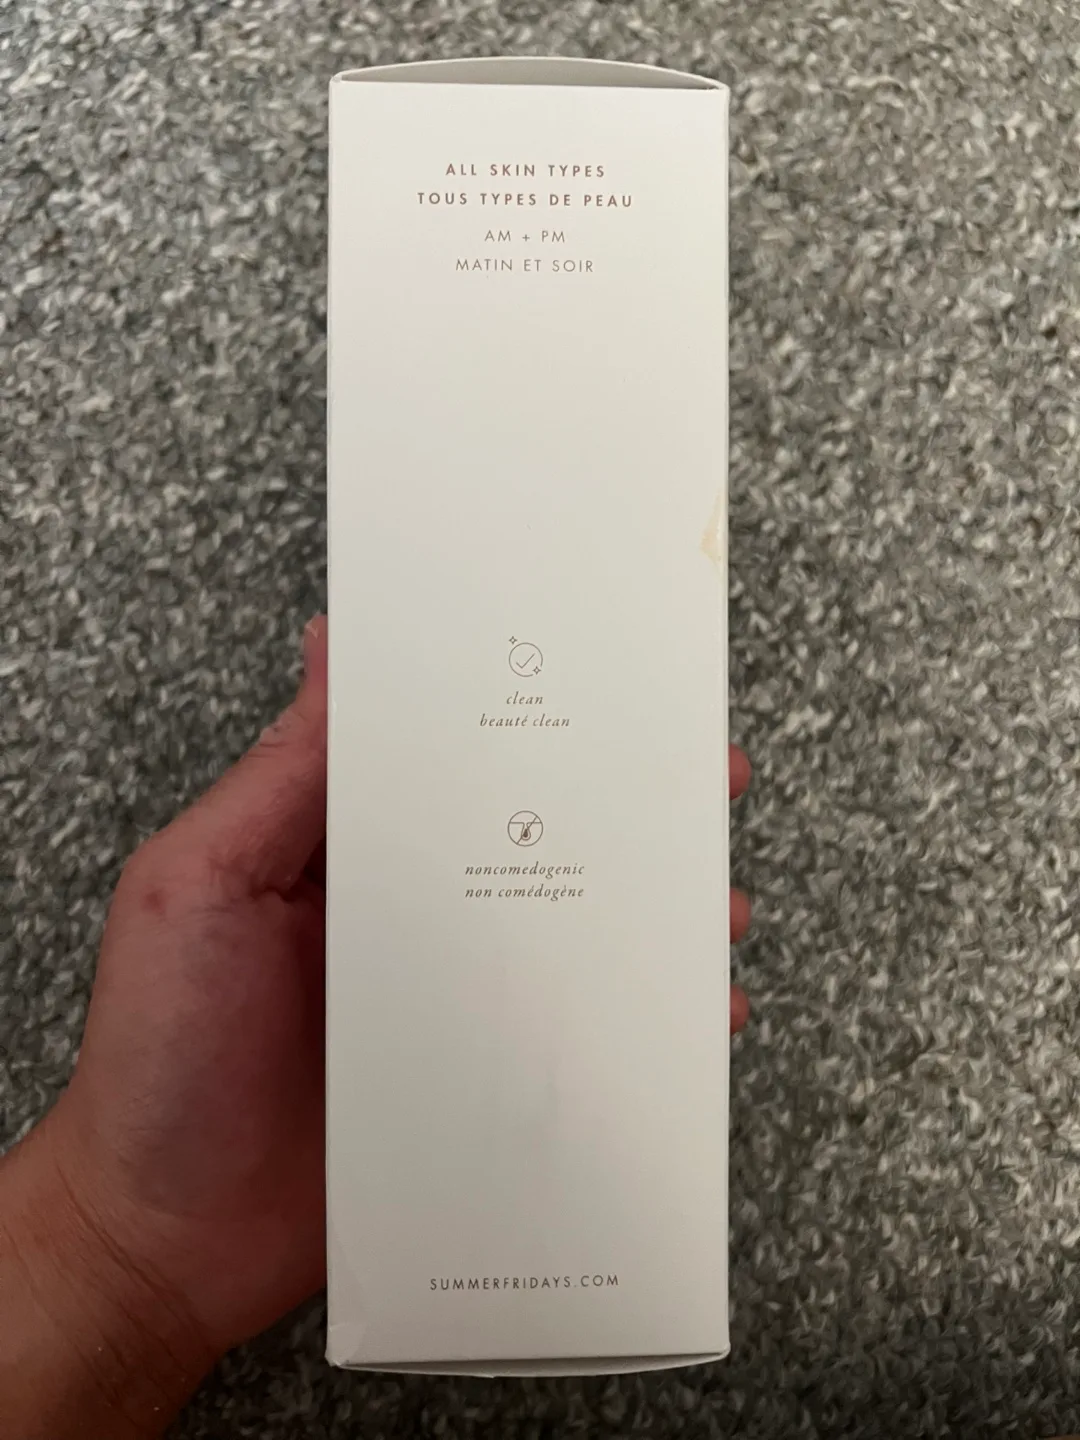 ALL SKIN TYPES
TOUS TYPES DE PEAU
AM + PM
MATIN ET SOIR
clean
beauté clean
noncomedogenic
non comédogène
SUMMERFRIDAYS.COM